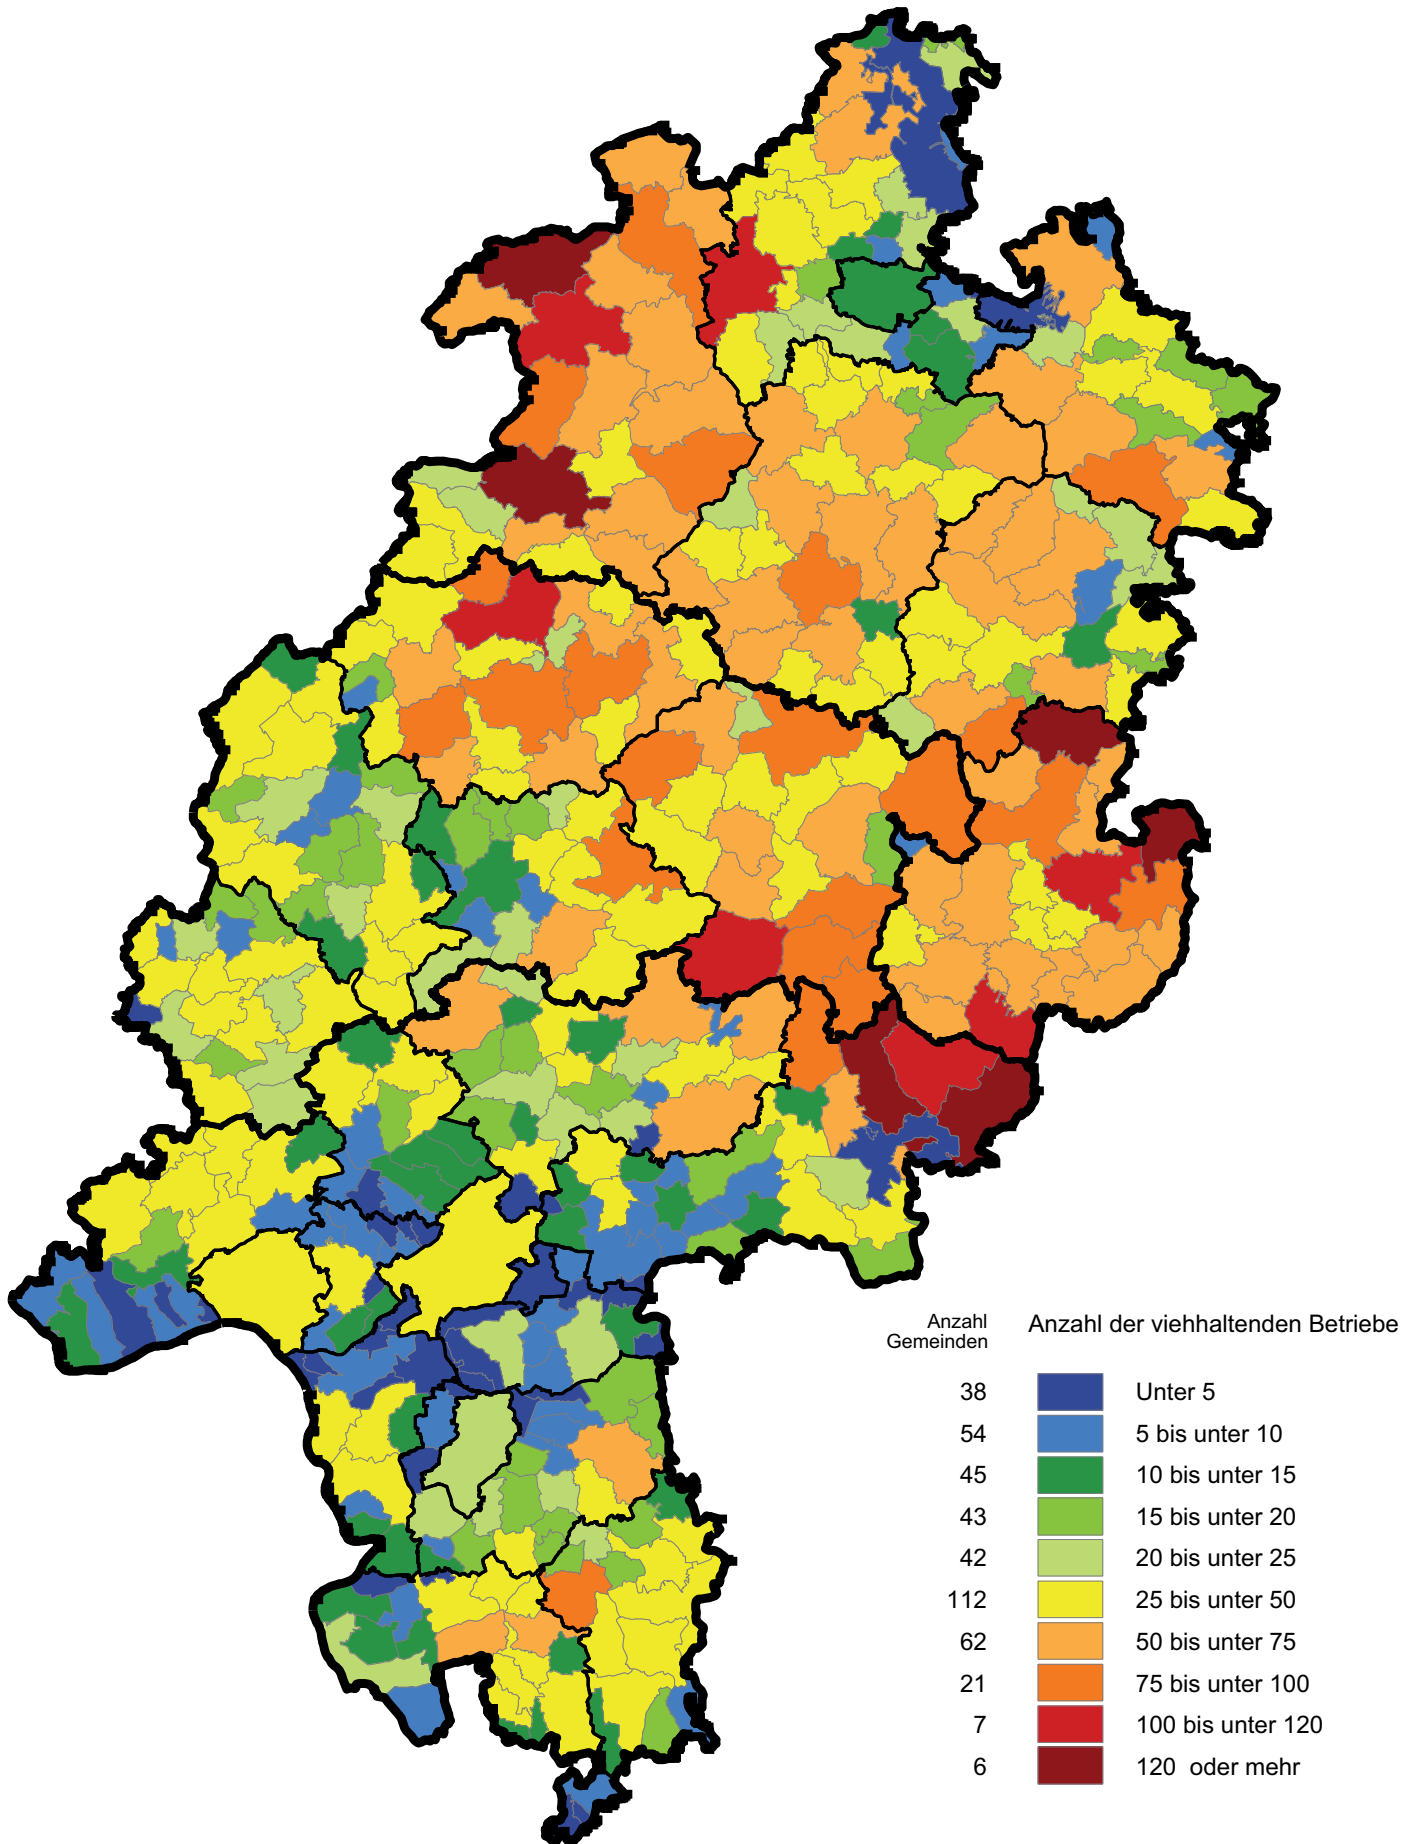 Anzahl
Gemeinden
Anzahl der viehhaltenden Betriebe
38 Unter 5
54 5 bis unter 10
45 10 bis unter 15
43 15 bis unter 20
42 20 bis unter 25
112 25 bis unter 50
62 50 bis unter 75
21 75 bis unter 100
7 100 bis unter 120
6 120 oder mehr